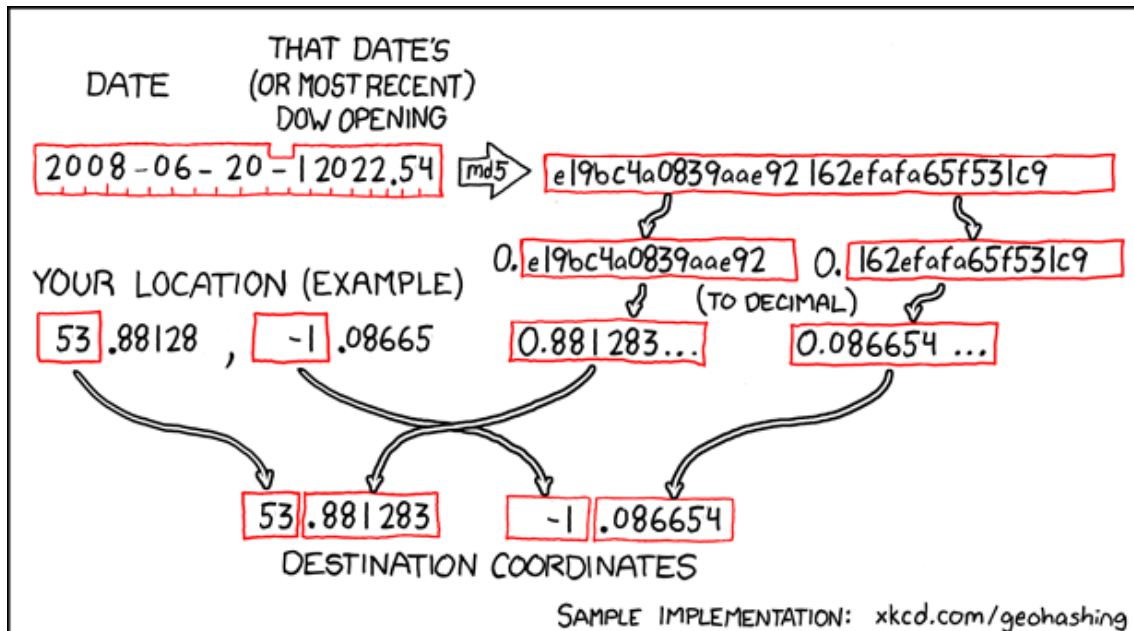 DATE
THAT DATE'S
(OR MOST RECENT)
DOW OPENING
2008-06-20-12022.54
md5
e19bc4a0839aae92 162efafa65f531c9
0.e19bc4a0839aae92
0.162efafa65f531c9
(TO DECIMAL)
YOUR LOCATION (EXAMPLE)
53.88128 , -1.08665
0.881283...
0.086654 ...
53.881283
-1.086654
DESTINATION COORDINATES
SAMPLE IMPLEMENTATION: xkcd.com/geohashing